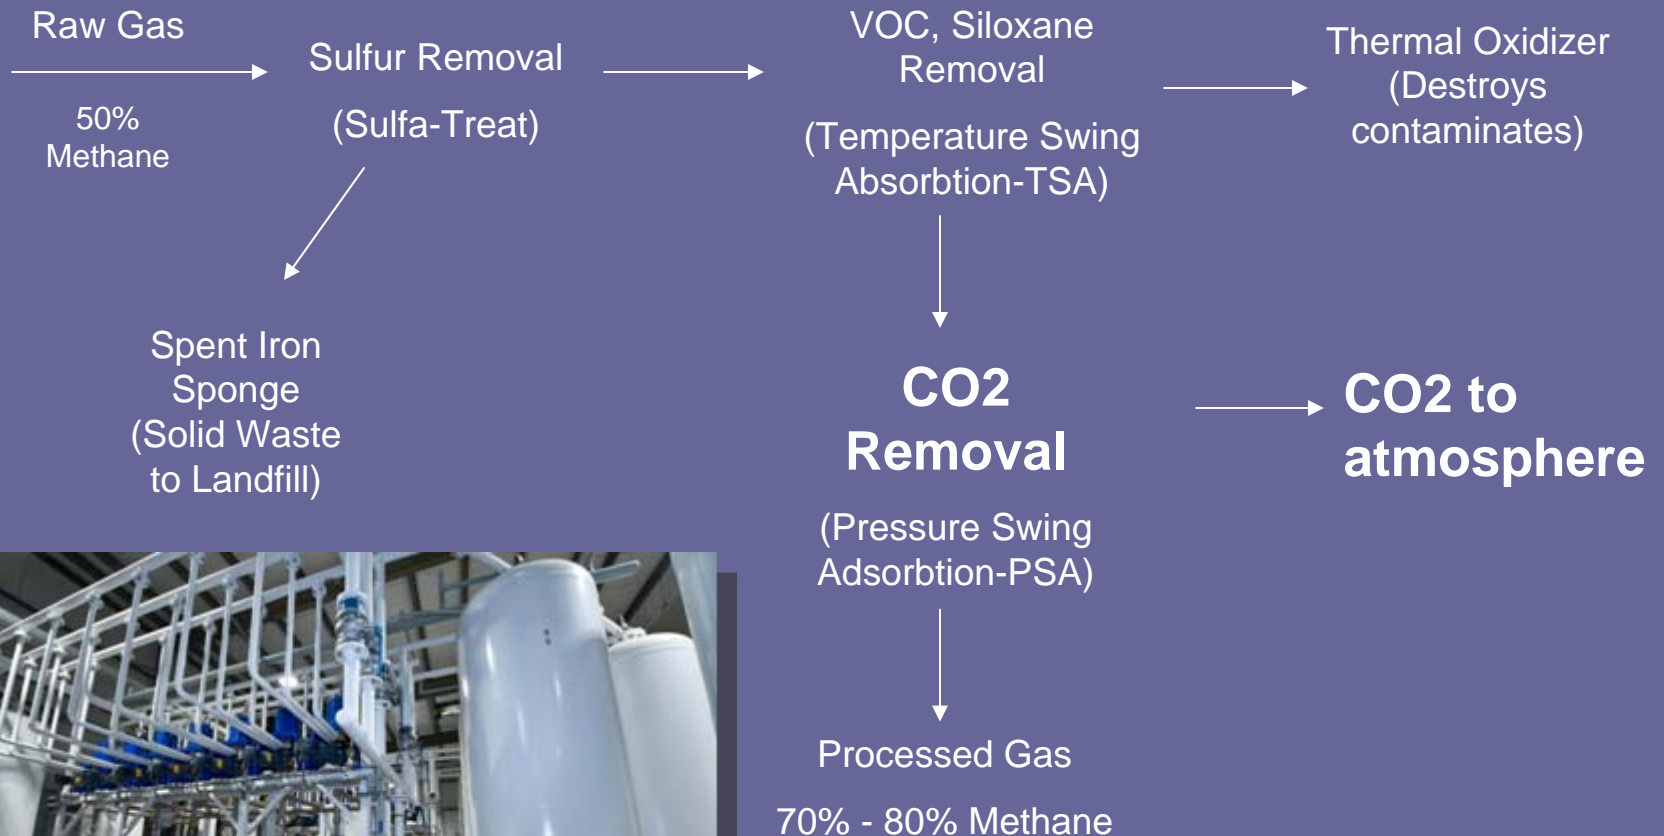 Raw Gas
50%
Methane
Sulfur Removal
(Sulfa-Treat)
VOC, Siloxane
Removal
(Temperature Swing
Absorbtion-TSA)
Thermal Oxidizer
(Destroys
contaminates)
Spent Iron
Sponge
(Solid Waste
to Landfill)
CO2
Removal
(Pressure Swing
Adsorbtion-PSA)
CO2 to
atmosphere
Processed Gas
70% - 80% Methane